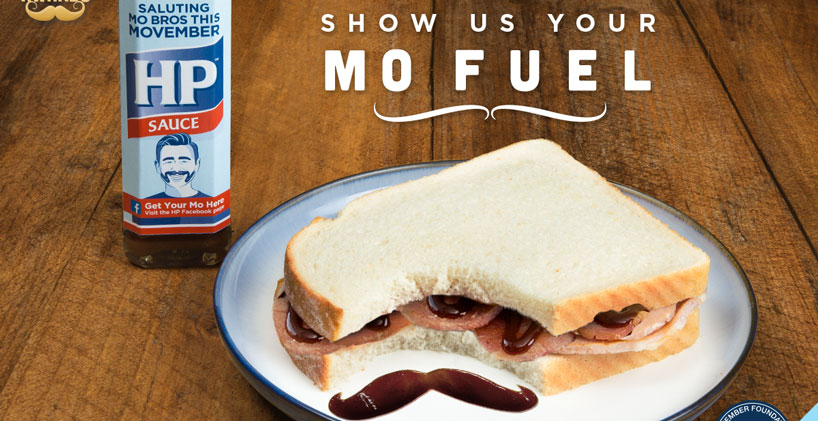 SALUTING
MO BROS THIS
MOVEMBER
HP
SAUCE
Get Your Mo Here
Visit the HP Facebook page
SHOW US YOUR
MO FUEL